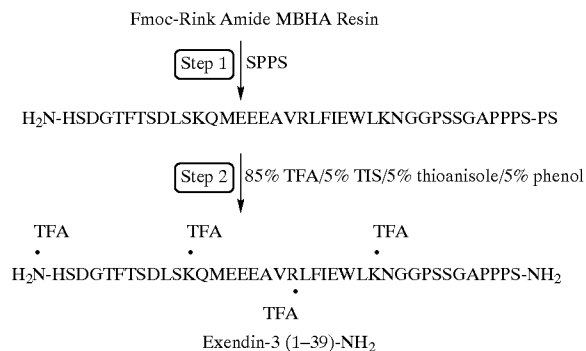 Fmoc-Rink Amide MBHA Resin
Step 1 SPPS
H₂N-HSDGTFTSDLSKQMEEEAVRLFIEWLKNGGPSSGAPPPS-PS
Step 2 85% TFA/5% TIS/5% thioanisole/5% phenol
TFA TFA TFA
H₂N-HSDGTFTSDLSKQMEEEAVRLFIEWLKNGGPSSGAPPPS-NH₂
TFA
Exendin-3 (1–39)-NH₂